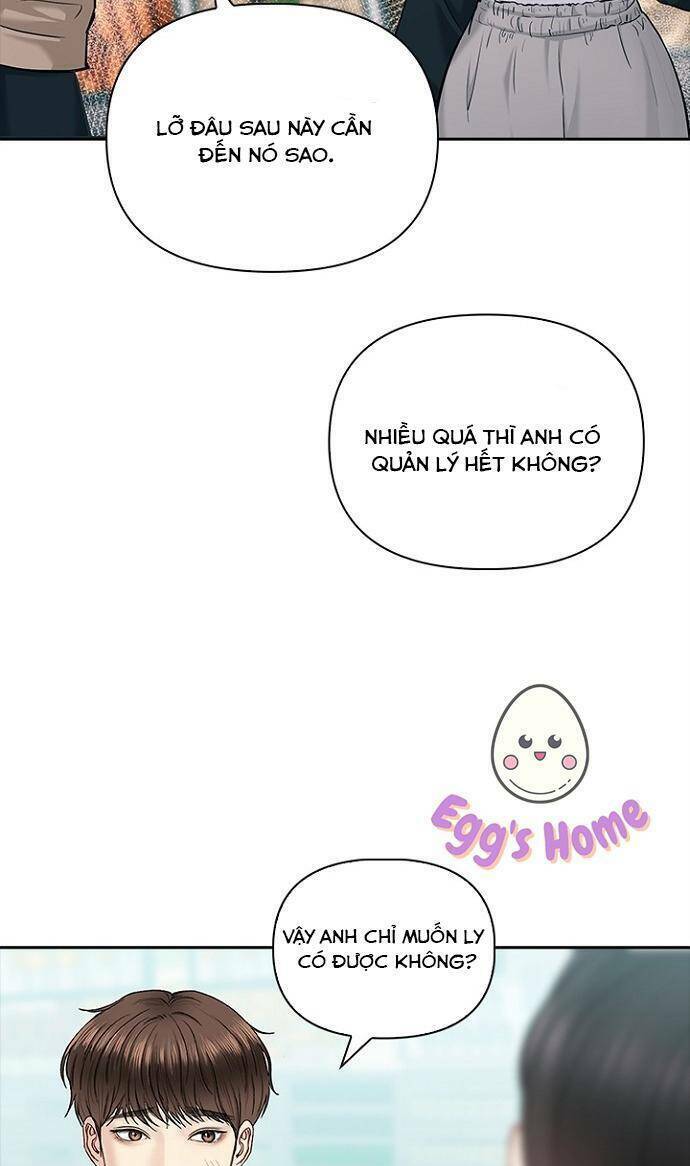 LỠ ĐÂU SAU NÀY CẦN
ĐẾN NÓ SAO.
NHIỀU QUÁ THÌ ANH CÓ
QUẢN LÝ HẾT KHÔNG?
Egg's Home
VẬY ANH CHỈ MUỐN LY
CÓ ĐƯỢC KHÔNG?